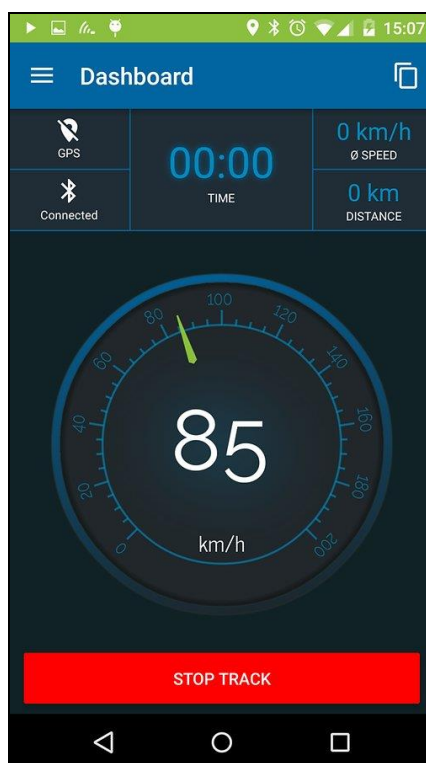 15:07
Dashboard
GPS
Connected
00:00
TIME
0 km/h
Ø SPEED
0 km
DISTANCE
0
20
40
60
80
100
120
140
160
180
200
85
km/h
STOP TRACK